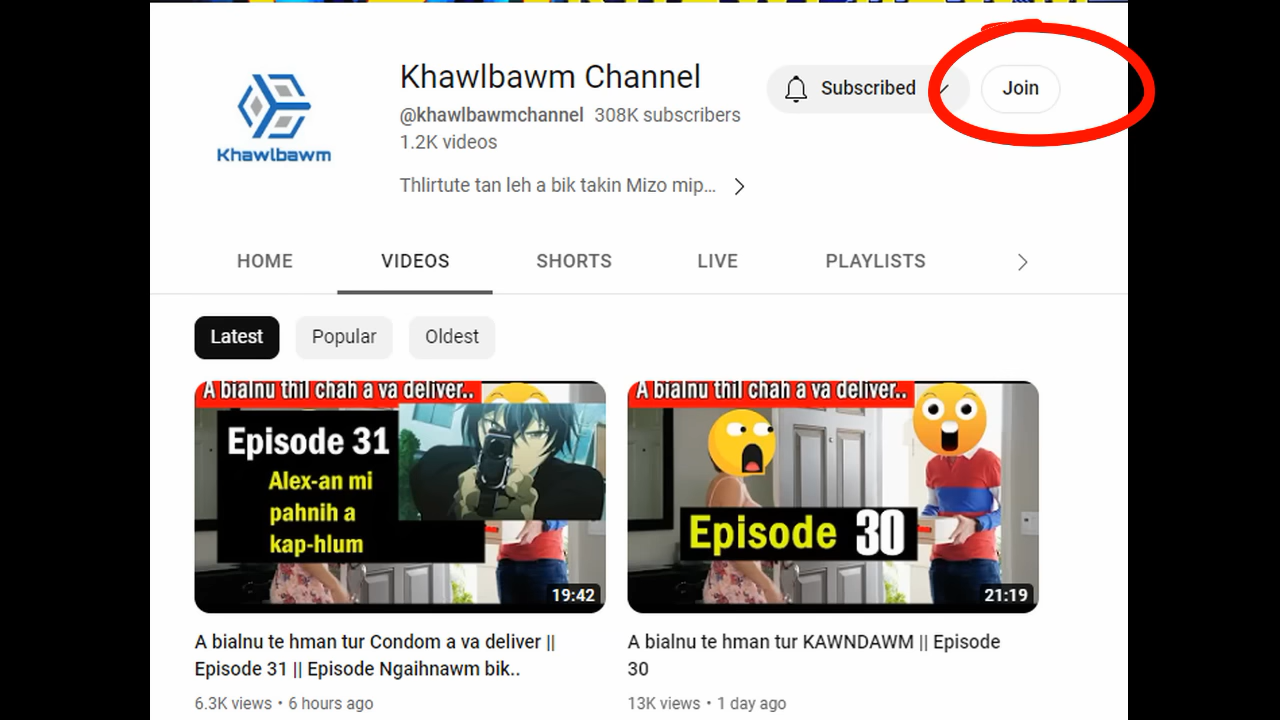 Khawlbawm
Khawlbawm Channel
@khawlbawmchannel 308K subscribers
1.2K videos
Thlirtute tan leh a bik takin Mizo mip...
Subscribed
Join
HOME VIDEOS SHORTS LIVE PLAYLISTS
Latest Popular Oldest
A bialnu thil chah a va deliver..
Episode 31
Alex-an mi
pahnih a
kap-hlum
19:42
A bialnu te hman tur Condom a va deliver ||
Episode 31 || Episode Ngaihnawm bik..
6.3K views • 6 hours ago
A bialnu thil chah a va deliver..
Episode 30
21:19
A bialnu te hman tur KAWNDAWM || Episode
30
13K views • 1 day ago